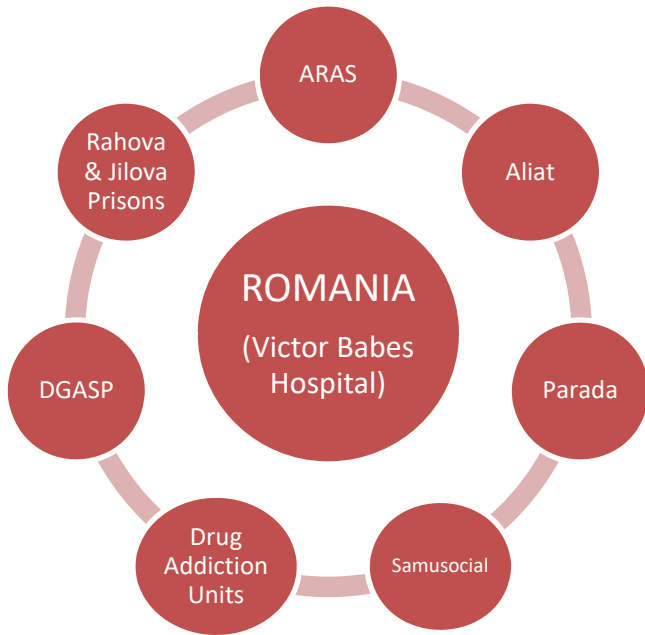 ARAS
Aliat
Parada
Samusocial
Drug
Addiction
Units
DGASP
Rahova
& Jilova
Prisons
ROMANIA
(Victor Babes
Hospital)